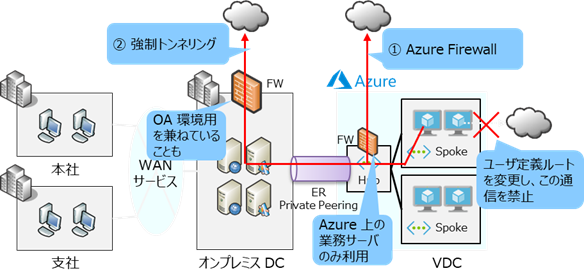 ② 強制トンネリング
① Azure Firewall
FW
Azure
OA 環境用
を兼ねている
ことも
FW
本社
WAN
サービス
Spoke
ユーザ定義ルート
を変更し、この通
信を禁止
Hub
ER
Private Peering
Azure 上の
業務サーバ
のみ利用
Spoke
支社
オンプレミス DC
VDC